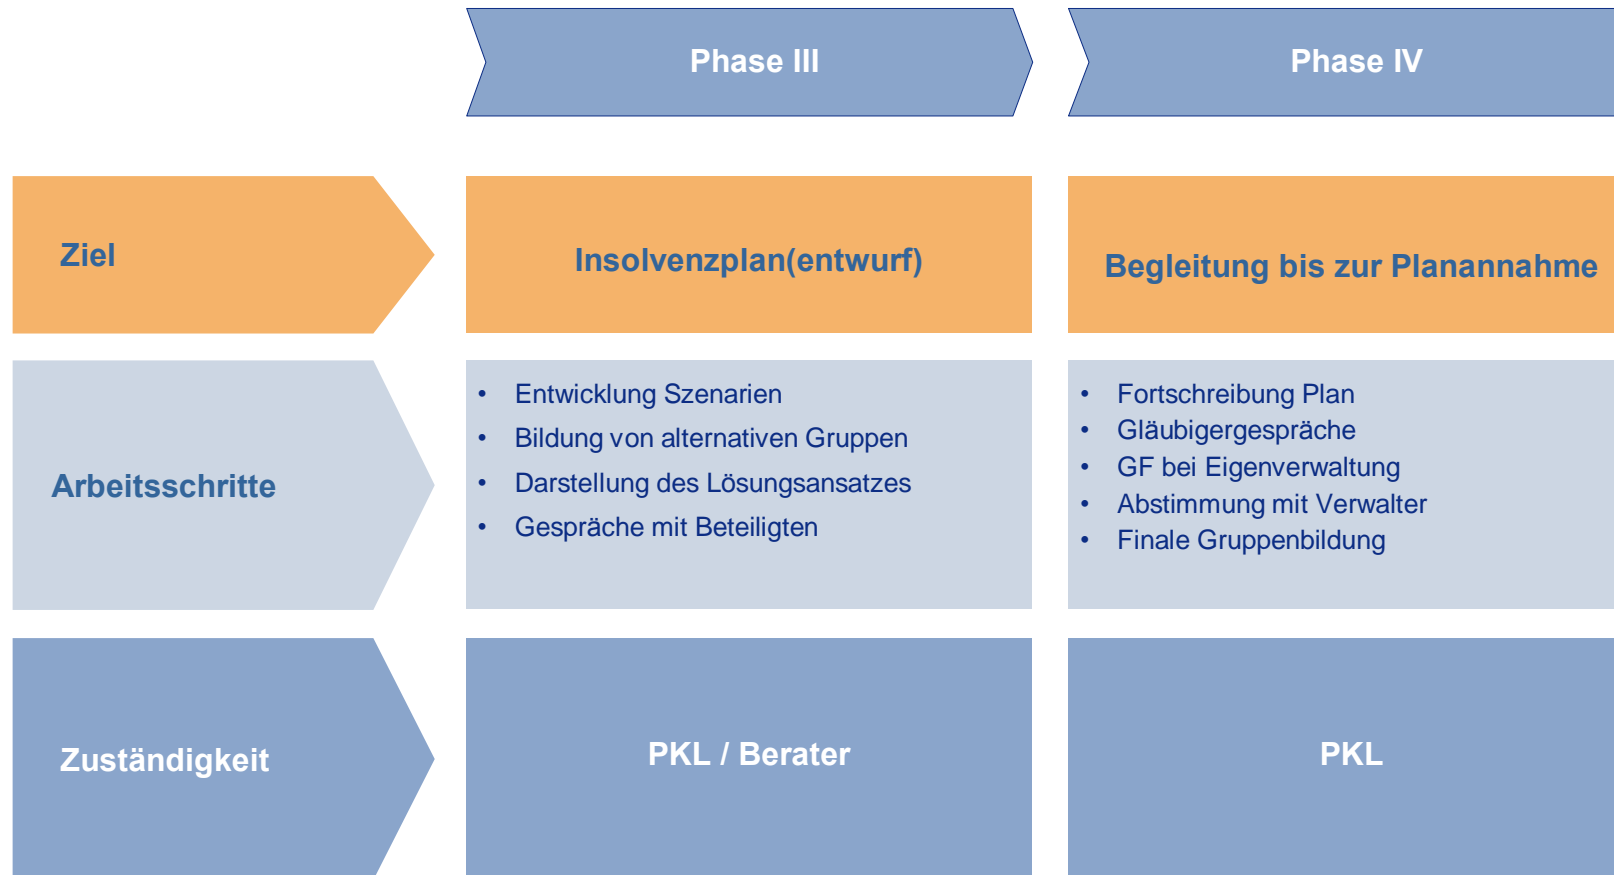 Phase III
Phase IV
Ziel
Insolvenzplan(entwurf)
Begleitung bis zur Planannahme
Arbeitsschritte
• Entwicklung Szenarien
• Bildung von alternativen Gruppen
• Darstellung des Lösungsansatzes
• Gespräche mit Beteiligten
• Fortschreibung Plan
• Gläubigergespräche
• GF bei Eigenverwaltung
• Abstimmung mit Verwalter
• Finale Gruppenbildung
Zuständigkeit
PKL / Berater
PKL